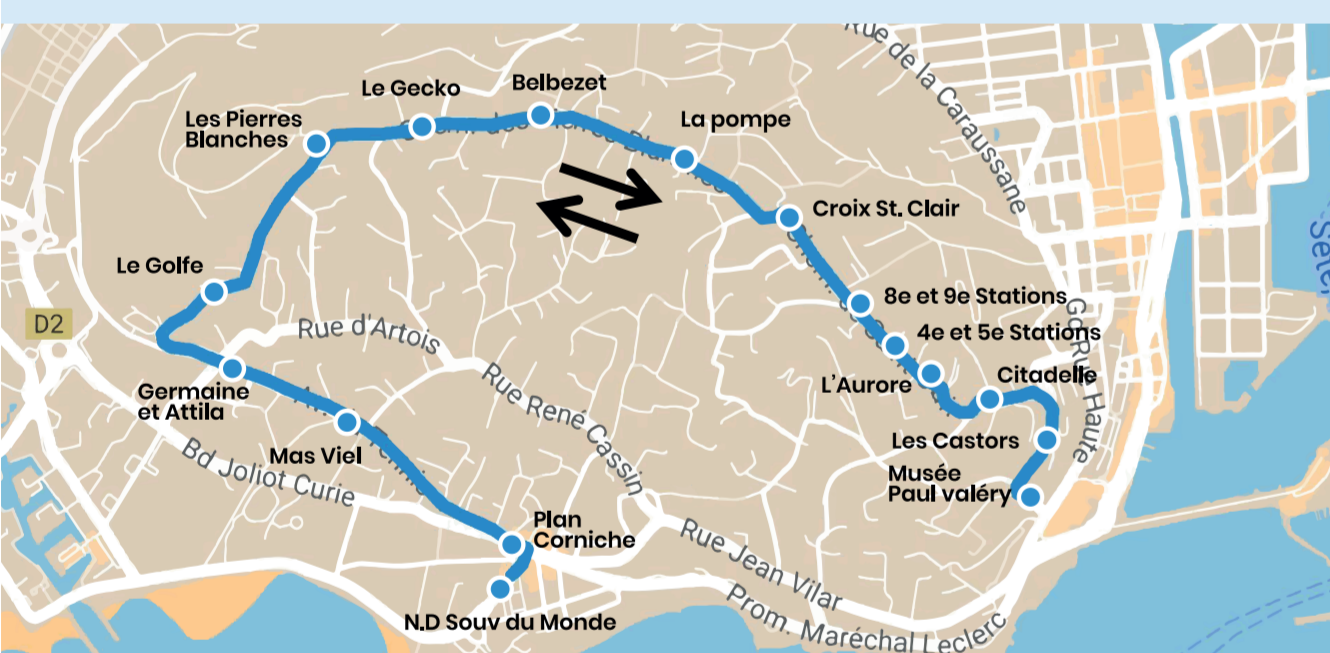 Rue de la Caraussane
Belbezet
Le Gecko
Les Pierres
Blanches
La pompe
Croix St. Clair
Le Golfe
8e et 9e Stations
D2
Rue d'Artois
4e et 5e Stations
Rue Haute
Citadelle
L'Aurore
Germaine
et Attila
Rue René Cassin
Les Castors
Mas Viel
Musée
Paul valéry
Bd Joliot Curie
Plan
Corniche
Rue Jean Vilar
N.D Souv du Monde
Prom. Maréchal Leclerc